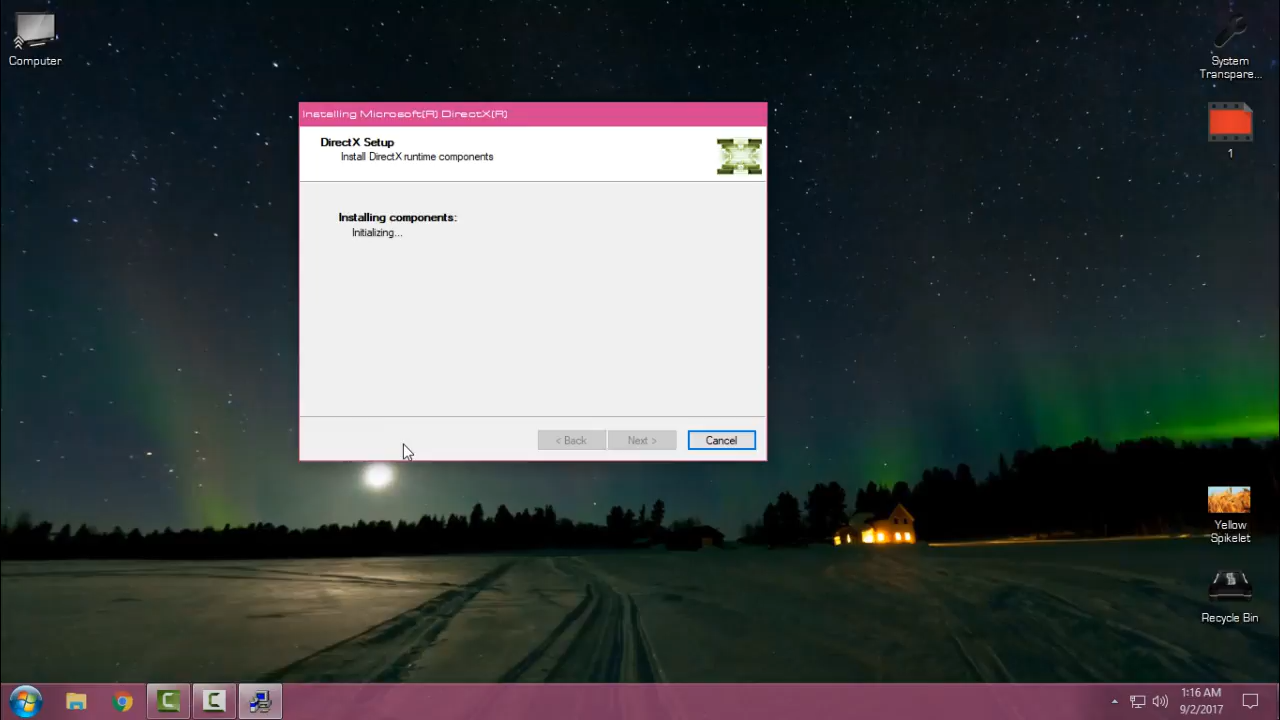 Computer
System
Transpare...
1
Installing Microsoft(R) DirectX(R)
DirectX Setup
Install DirectX runtime components
Installing components:
Initializing...
< Back
Next >
Cancel
Yellow
Spikelet
Recycle Bin
1:16 AM
9/2/2017